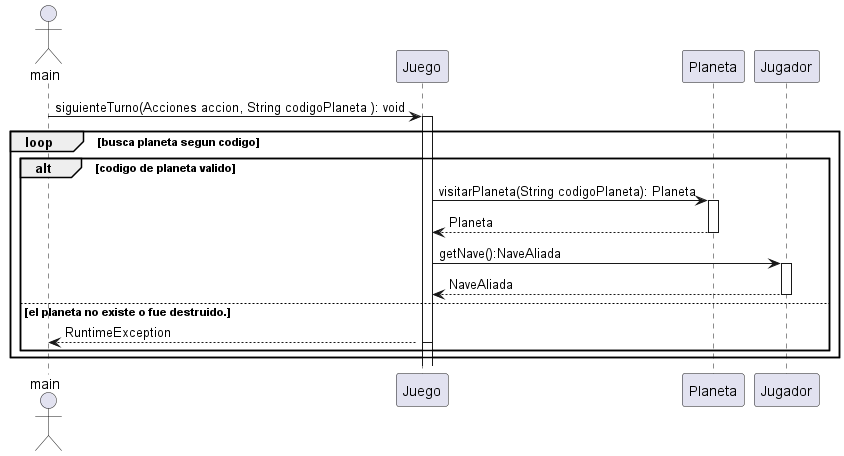 main
Juego
Planeta
Jugador
siguienteTurno(Acciones accion, String codigoPlaneta ): void
loop
[busca planeta segun codigo]
alt
[codigo de planeta valido]
visitarPlaneta(String codigoPlaneta): Planeta
Planeta
getNave():NaveAliada
NaveAliada
[el planeta no existe o fue destruido.]
RuntimeException
main
Juego
Planeta
Jugador